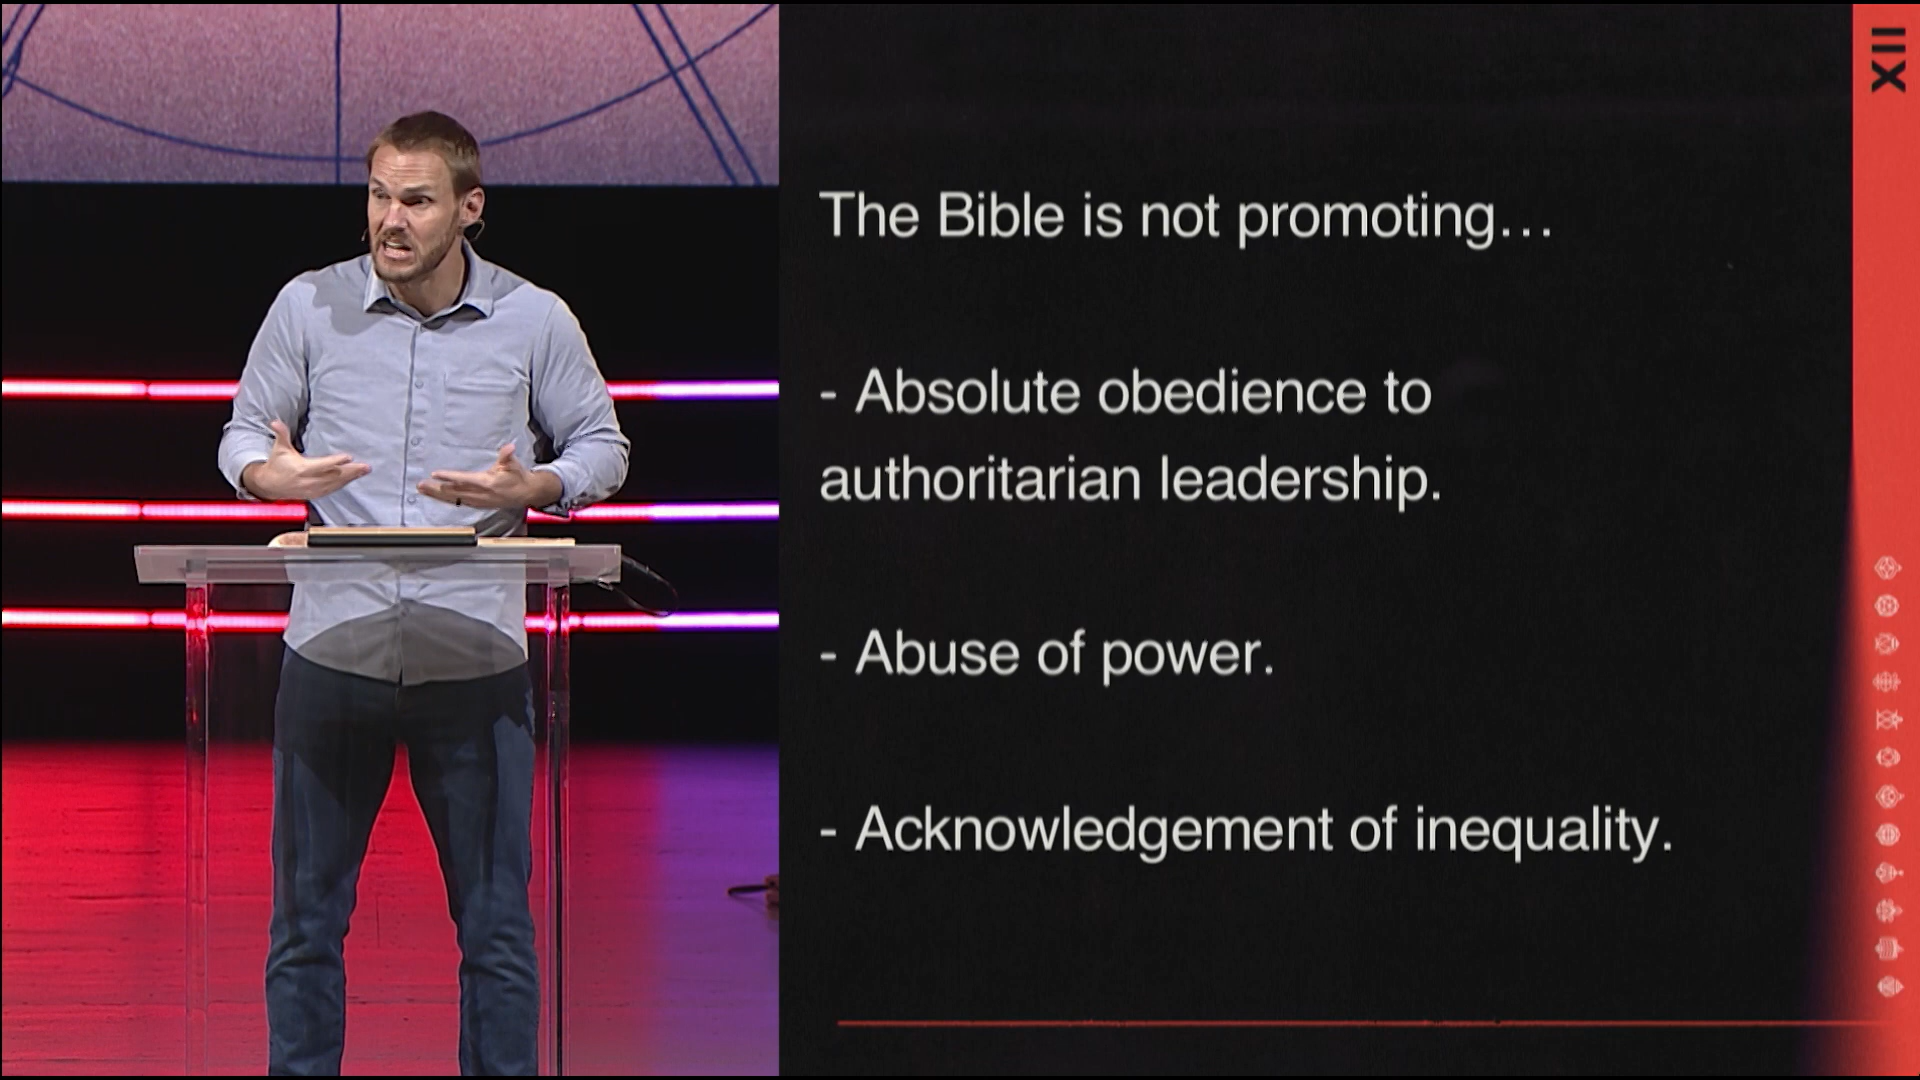 The Bible is not promoting...
- Absolute obedience to
authoritarian leadership.
- Abuse of power.
- Acknowledgement of inequality.
XII